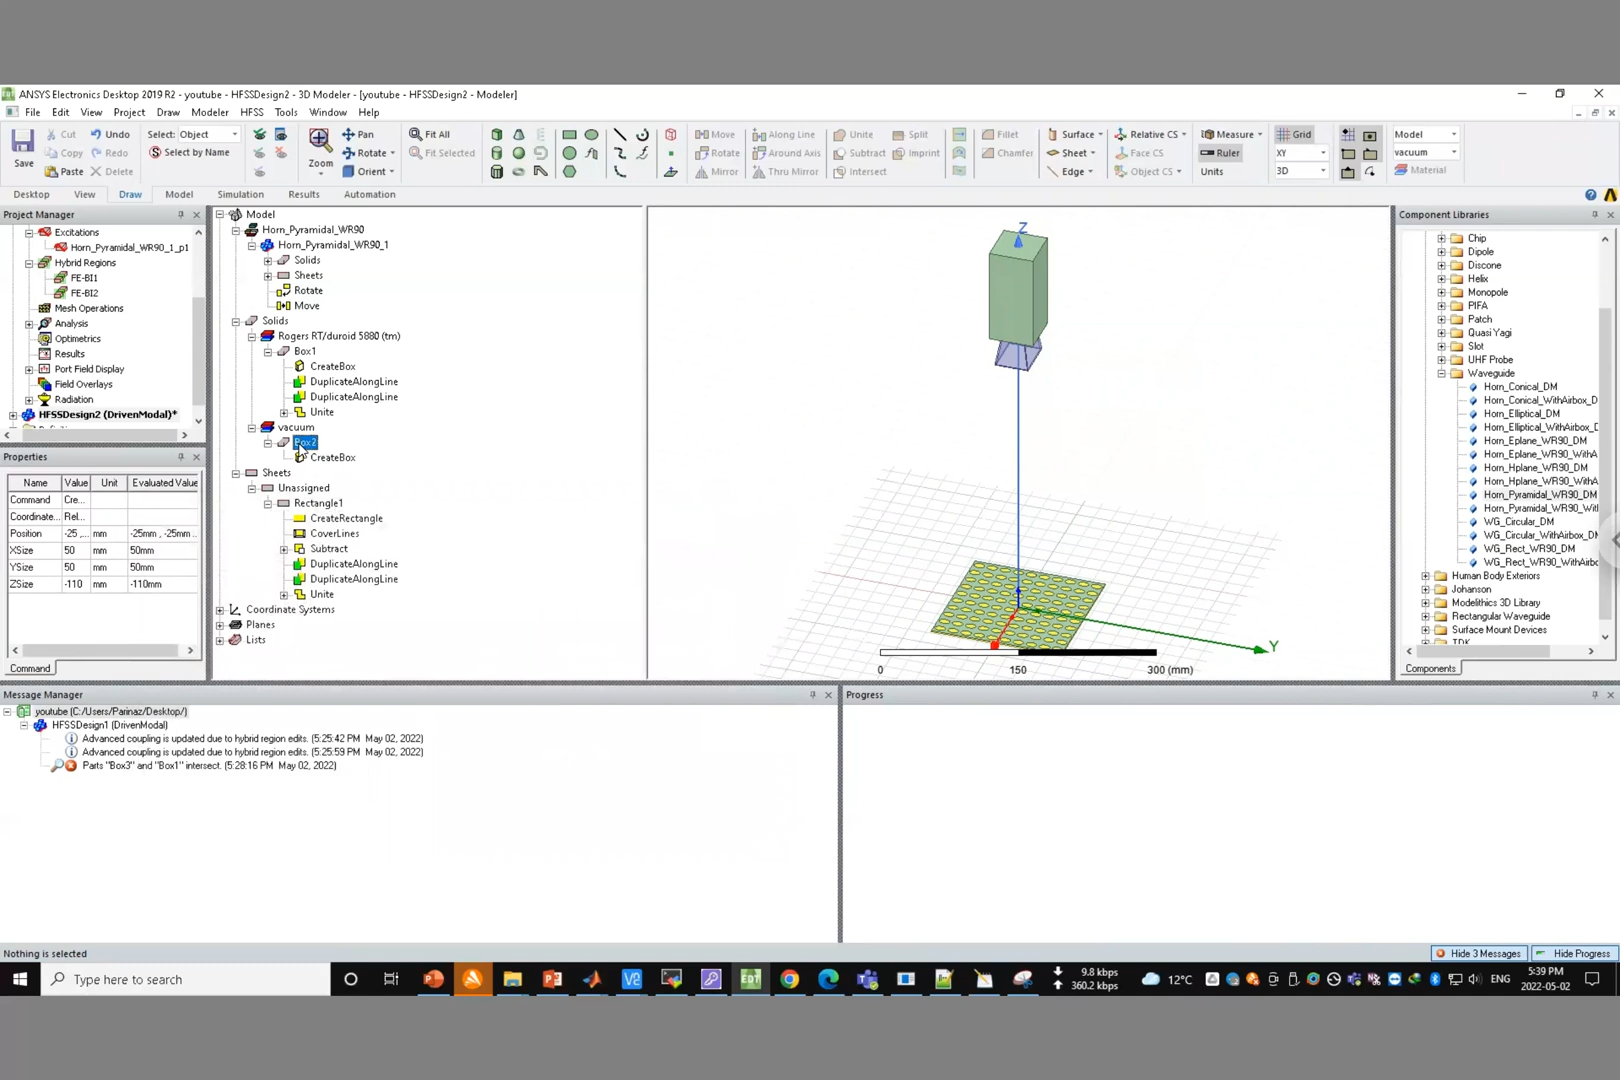 ANSYS Electronics Desktop 2019 R2 - youtube - HFSSDesign2 - 3D Modeler - [youtube - HFSSDesign2 - Modeler]
File Edit View Project Draw Modeler HFSS Tools Window Help
Save Cut Copy Paste Undo Redo Delete Select: Object Select by Name Zoom Pan Rotate Orient Fit All Fit Selected Move Rotate Mirror Along Line Around Axis Thru Mirror Unite Subtract Intersect Split Imprint Fillet Chamfer Surface Sheet Edge Relative CS Face CS Object CS Measure Ruler Units Grid XY 3D Model vacuum Material
Desktop View Draw Model Simulation Results Automation
Project Manager
Excitations
Horn_Pyramidal_WR90_1_p1
Hybrid Regions
FE-BI1
FE-BI2
Mesh Operations
Analysis
Optimetrics
Results
Port Field Display
Field Overlays
Radiation
HFSSDesign2 (DrivenModal)*
Properties
Name Value Unit Evaluated Value
Command Cre...
Coordinate... Rel...
Position -25 ,... mm -25mm , -25mm...
XSize 50 mm 50mm
YSize 50 mm 50mm
ZSize -110 mm -110mm
Command
Model
Horn_Pyramidal_WR90
Horn_Pyramidal_WR90_1
Solids
Sheets
Rotate
Move
Solids
Rogers RT/duroid 5880 (tm)
Box1
CreateBox
DuplicateAlongLine
DuplicateAlongLine
Unite
vacuum
Box2
CreateBox
Sheets
Unassigned
Rectangle1
CreateRectangle
CoverLines
Subtract
DuplicateAlongLine
DuplicateAlongLine
Unite
Coordinate Systems
Planes
Lists
Z
Y
0 150 300 (mm)
Component Libraries
Chip
Dipole
Discone
Helix
Monopole
PIFA
Patch
Quasi Yagi
Slot
UHF Probe
Waveguide
Horn_Conical_DM
Horn_Conical_WithAirbox_DM
Horn_Elliptical_DM
Horn_Elliptical_WithAirbox_D
Horn_Eplane_WR90_DM
Horn_Eplane_WR90_WithAirb
Horn_Hplane_WR90_DM
Horn_Hplane_WR90_WithAirb
Horn_Pyramidal_WR90_DM
Horn_Pyramidal_WR90_WithA
WG_Circular_DM
WG_Circular_WithAirbox_DM
WG_Rect_WR90_DM
WG_Rect_WR90_WithAirbo
Human Body Exteriors
Johanson
Modelithics 3D Library
Rectangular Waveguide
Surface Mount Devices
TDK
Components
Message Manager
youtube (C:/Users/Parinaz/Desktop/)
HFSSDesign1 (DrivenModal)
Advanced coupling is updated due to hybrid region edits. (5:25:42 PM May 02, 2022)
Advanced coupling is updated due to hybrid region edits. (5:25:59 PM May 02, 2022)
Parts "Box3" and "Box1" intersect. (5:28:16 PM May 02, 2022)
Progress
Nothing is selected
Hide 3 Messages Hide Progress
Type here to search
9.8 kbps
360.2 kbps
12°C
ENG
5:39 PM
2022-05-02